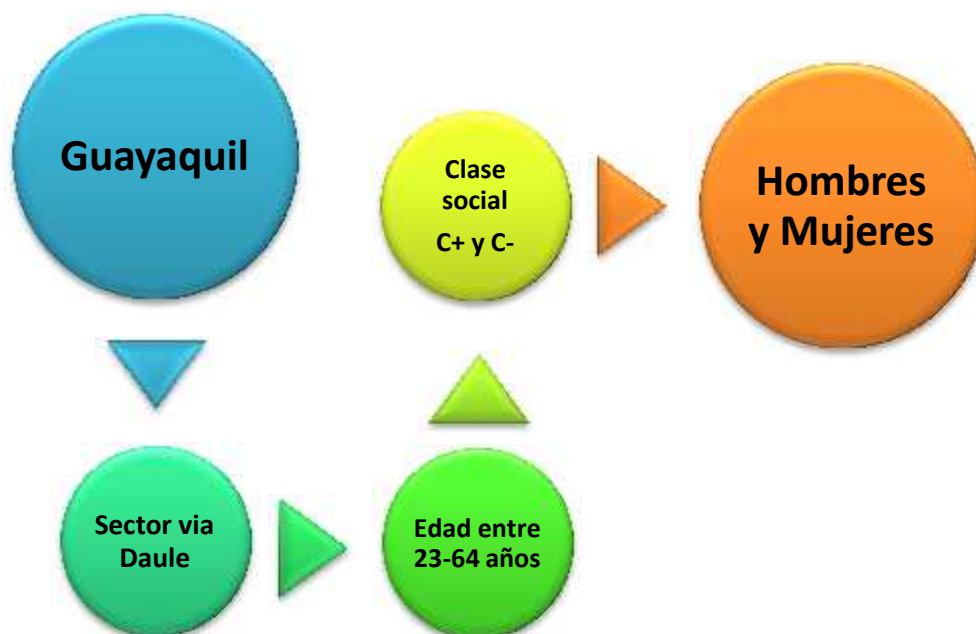 Guayaquil
Sector via
Daule
Edad entre
23-64 años
Clase
social
C+ y C-
Hombres
y Mujeres